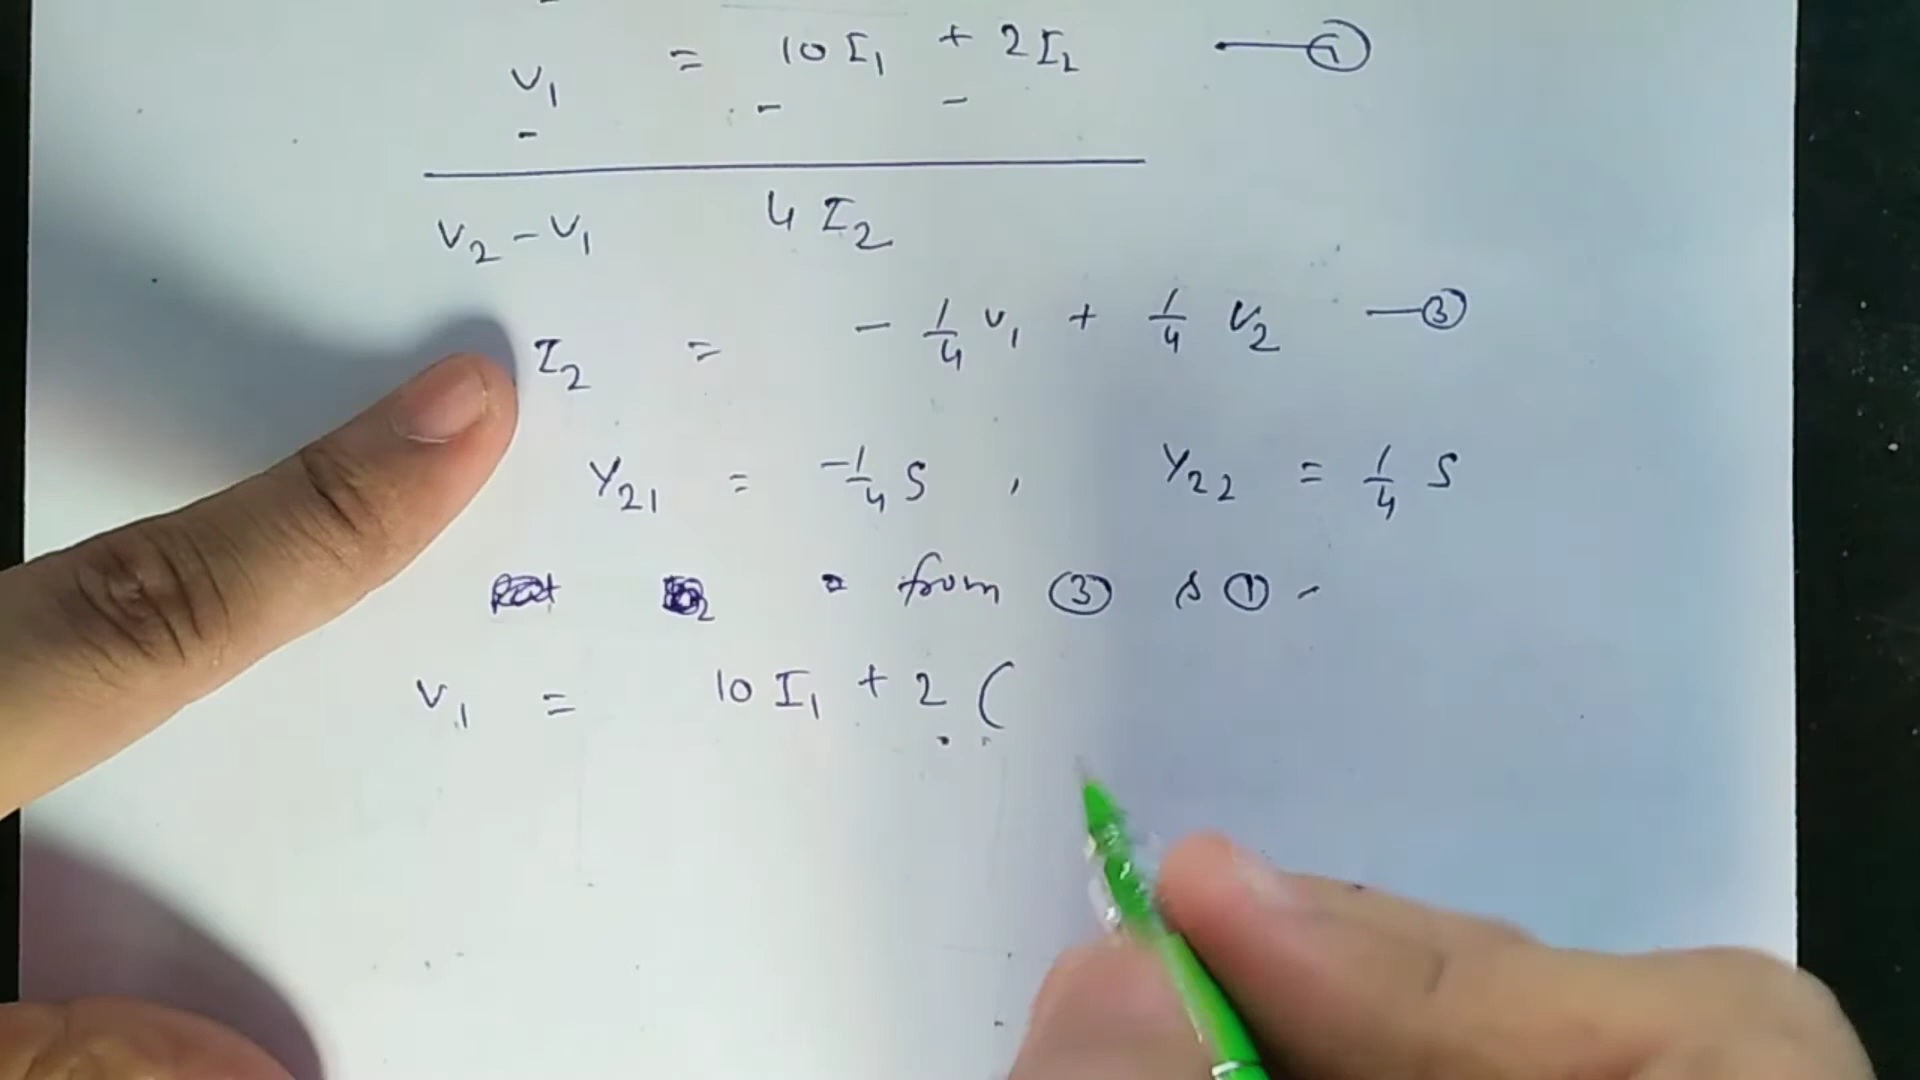 V₁ = 10 I₁ + 2 I₂ — ①
- - -
V₂ - V₁ 4 I₂
I₂ = - 1/4 V₁ + 1/4 V₂ — ③
Y₂₁ = -1/4 S , Y₂₂ = 1/4 S
from ③ & ① -
V₁ = 10 I₁ + 2 (